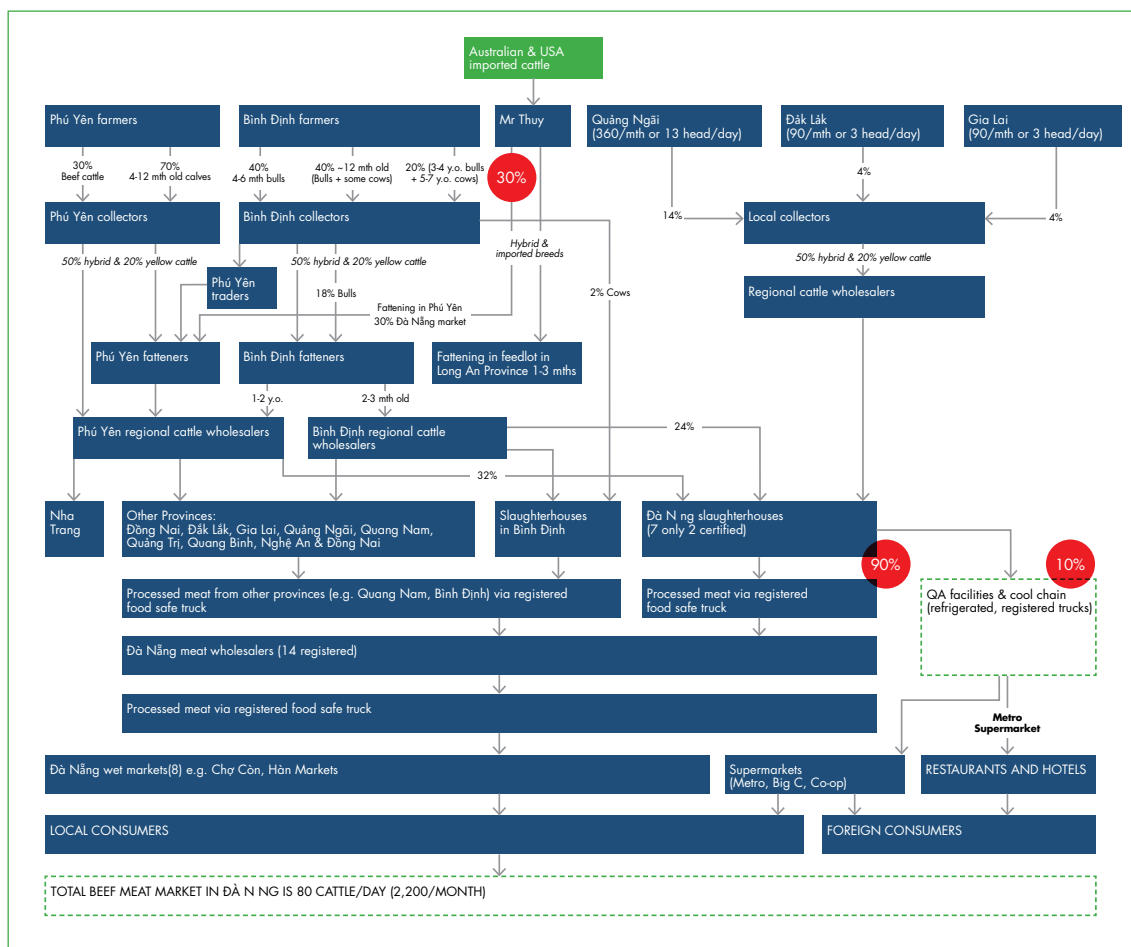 Australian & USA
imported cattle
Phú Yên farmers
Bình Định farmers
Mr Thuy
Quảng Ngãi
(360/mth or 13 head/day)
Đắk Lắk
(90/mth or 3 head/day)
Gia Lai
(90/mth or 3 head/day)
30%
Beef cattle
70%
4-12 mth old calves
40%
4-6 mth bulls
40% ~12 mth old
(Bulls + some cows)
20% (3-4 y.o. bulls
+ 5-7 y.o. cows)
30%
4%
14%
4%
Phú Yên collectors
Bình Định collectors
Local collectors
50% hybrid & 20% yellow cattle
50% hybrid & 20% yellow cattle
Hybrid &
imported breeds
50% hybrid & 20% yellow cattle
Phú Yên
traders
18% Bulls
2% Cows
Regional cattle wholesalers
Fattening in Phú Yên
30% Đà Nẵng market
Phú Yên fatteners
Bình Định fatteners
Fattening in feedlot in
Long An Province 1-3 mths
1-2 y.o.
2-3 mth old
Phú Yên regional cattle wholesalers
Bình Định regional cattle
wholesalers
24%
32%
Nha
Trang
Other Provinces:
Đồng Nai, Đắk Lắk, Gia Lai, Quảng Ngãi, Quang Nam,
Quảng Trị, Quang Binh, Nghệ An & Đồng Nai
Slaughterhouses
in Bình Định
Đà N ng slaughterhouses
(7 only 2 certified)
90%
10%
Processed meat from other provinces (e.g. Quang Nam, Bình Định) via registered
food safe truck
Processed meat via registered
food safe truck
QA facilities & cool chain
(refrigerated, registered trucks)
Đà Nẵng meat wholesalers (14 registered)
Processed meat via registered food safe truck
Metro
Supermarket
Đà Nẵng wet markets(8) e.g. Chợ Còn, Hàn Markets
Supermarkets
(Metro, Big C, Co-op)
RESTAURANTS AND HOTELS
LOCAL CONSUMERS
FOREIGN CONSUMERS
TOTAL BEEF MEAT MARKET IN ĐÀ N NG IS 80 CATTLE/DAY (2,200/MONTH)